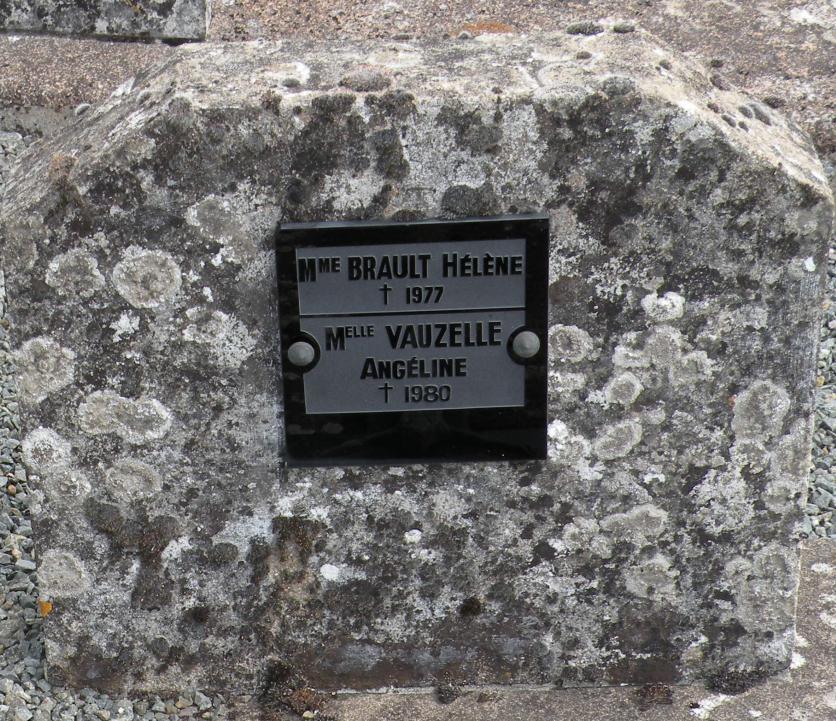 Mme BRAULT HÉLÈNE
† 1977
Melle VAUZELLE
ANGÉLINE
† 1980